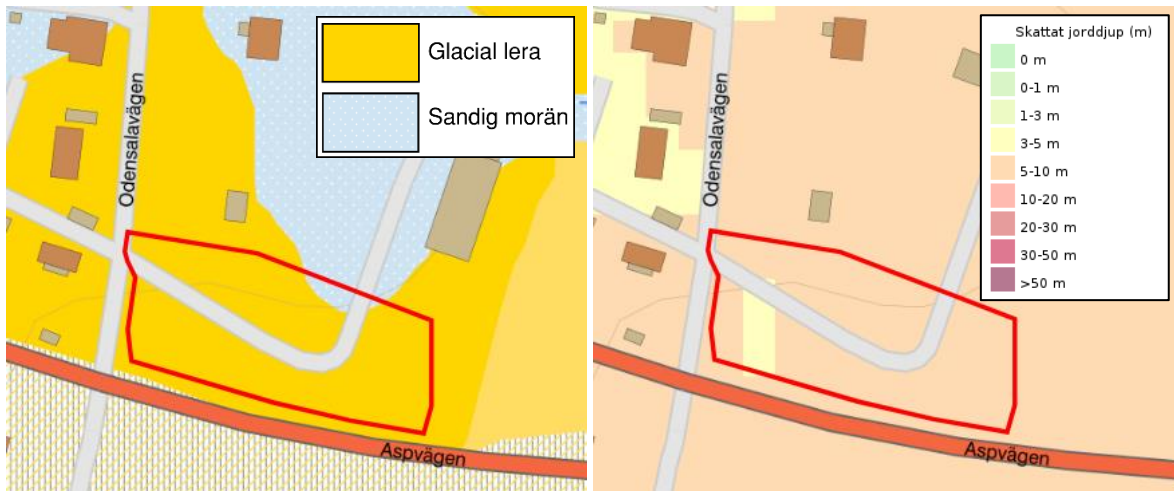 Glacial lera
Sandig morän
Odensalavägen
Aspvägen
Skattat jorddjup (m)
0 m
0-1 m
1-3 m
3-5 m
5-10 m
10-20 m
20-30 m
30-50 m
>50 m
Odensalavägen
Aspvägen